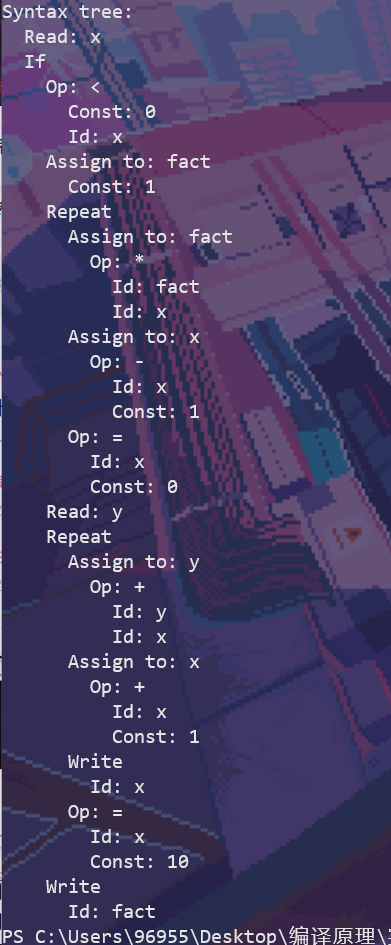 Syntax tree:
  Read: x
  If
    Op: <
      Const: 0
      Id: x
    Assign to: fact
      Const: 1
    Repeat
      Assign to: fact
        Op: *
          Id: fact
          Id: x
      Assign to: x
        Op: -
          Id: x
          Const: 1
      Op: =
        Id: x
        Const: 0
    Read: y
    Repeat
      Assign to: y
        Op: +
          Id: y
          Id: x
      Assign to: x
        Op: +
          Id: x
          Const: 1
      Write
        Id: x
      Op: =
        Id: x
        Const: 10
    Write
      Id: fact
PS C:\Users\96955\Desktop\编译原理\